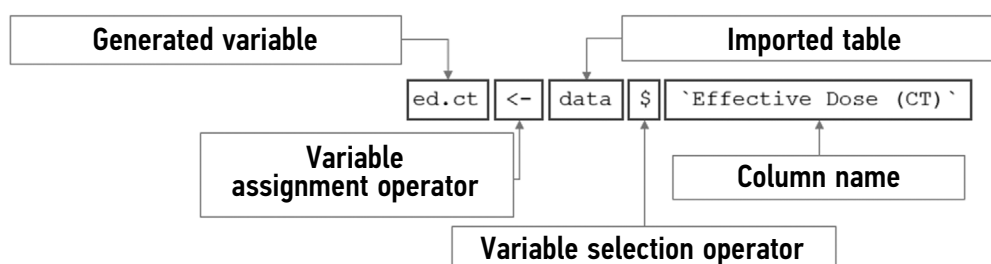 Generated variable
Imported table
ed.ct <- data $ `Effective Dose (CT)`
Variable
assignment operator
Column name
Variable selection operator